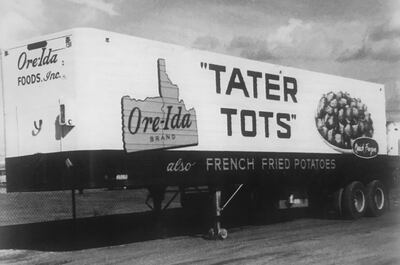 Ore-Ida
FOODS, Inc.
Ore-Ida
BRAND
"TATER
TOTS"
also FRENCH FRIED POTATOES